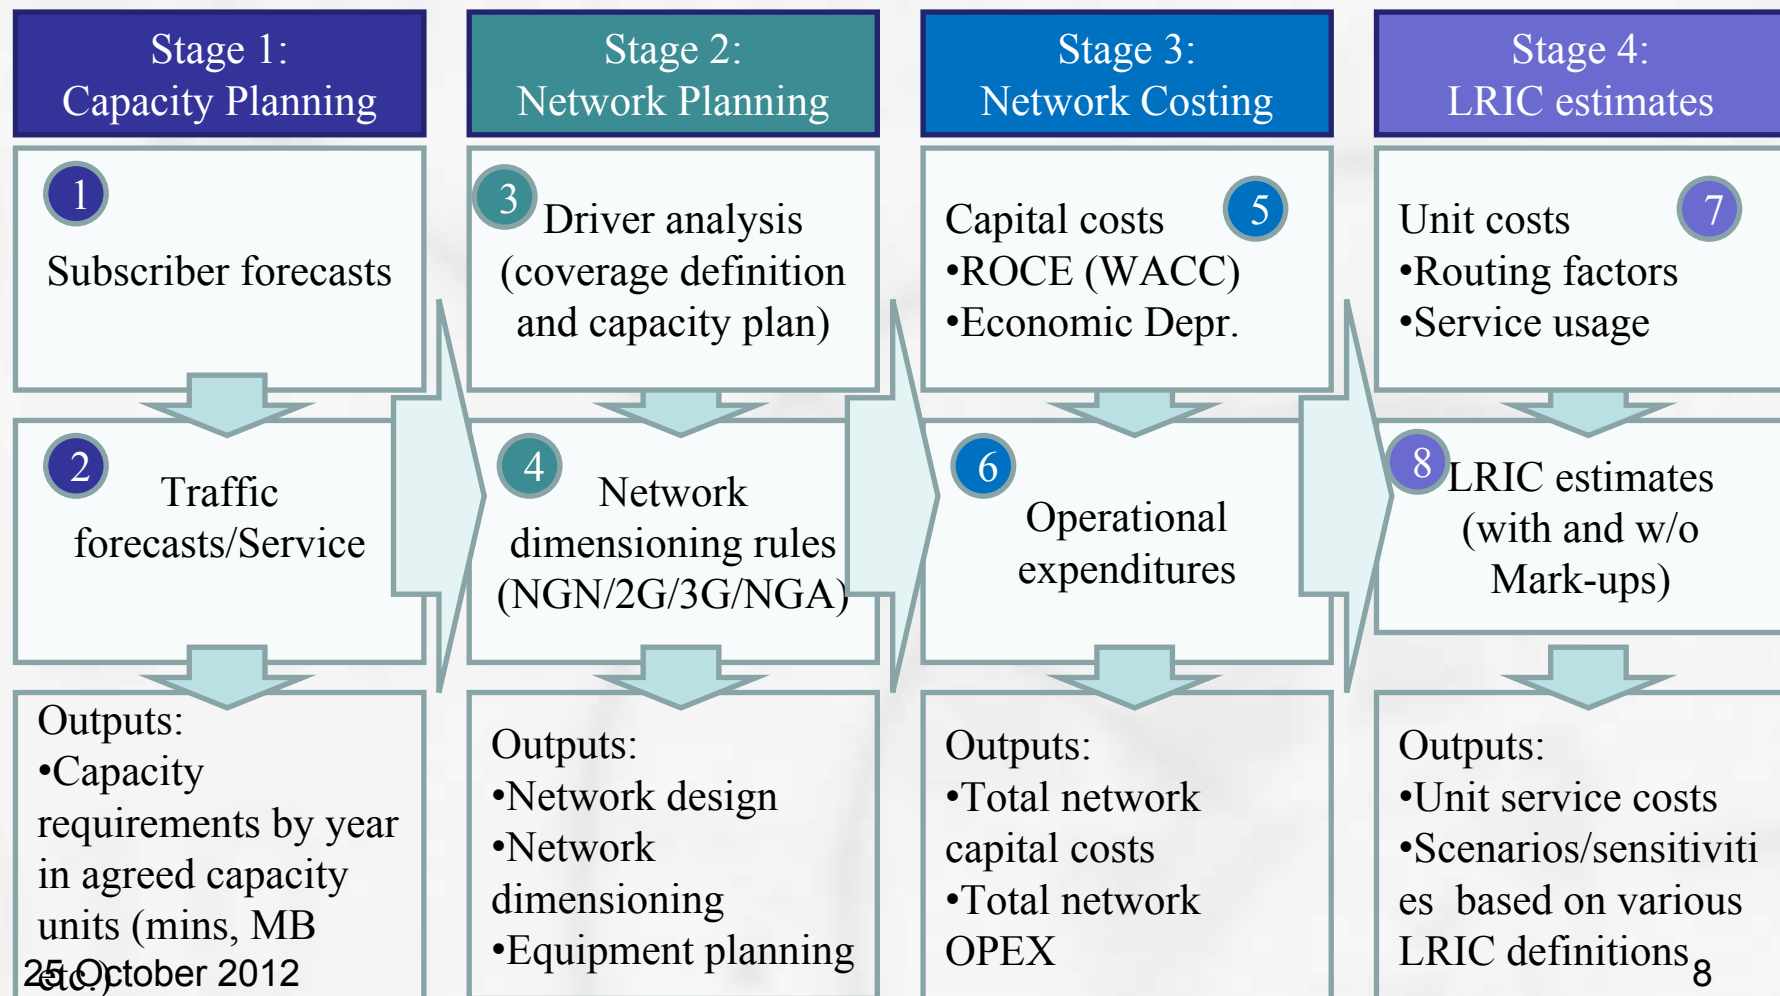 Stage 1:
Capacity Planning
1
Subscriber forecasts
2
Traffic
forecasts/Service
Outputs:
•Capacity
requirements by year
in agreed capacity
units (mins, MB
etc.)
Stage 2:
Network Planning
3
Driver analysis
(coverage definition
and capacity plan)
4
Network
dimensioning rules
(NGN/2G/3G/NGA)
Outputs:
•Network design
•Network
dimensioning
•Equipment planning
Stage 3:
Network Costing
5
Capital costs
•ROCE (WACC)
•Economic Depr.
6
Operational
expenditures
Outputs:
•Total network
capital costs
•Total network
OPEX
Stage 4:
LRIC estimates
7
Unit costs
•Routing factors
•Service usage
8
LRIC estimates
(with and w/o
Mark-ups)
Outputs:
•Unit service costs
•Scenarios/sensitiviti
es based on various
LRIC definitions
25 October 2012
8